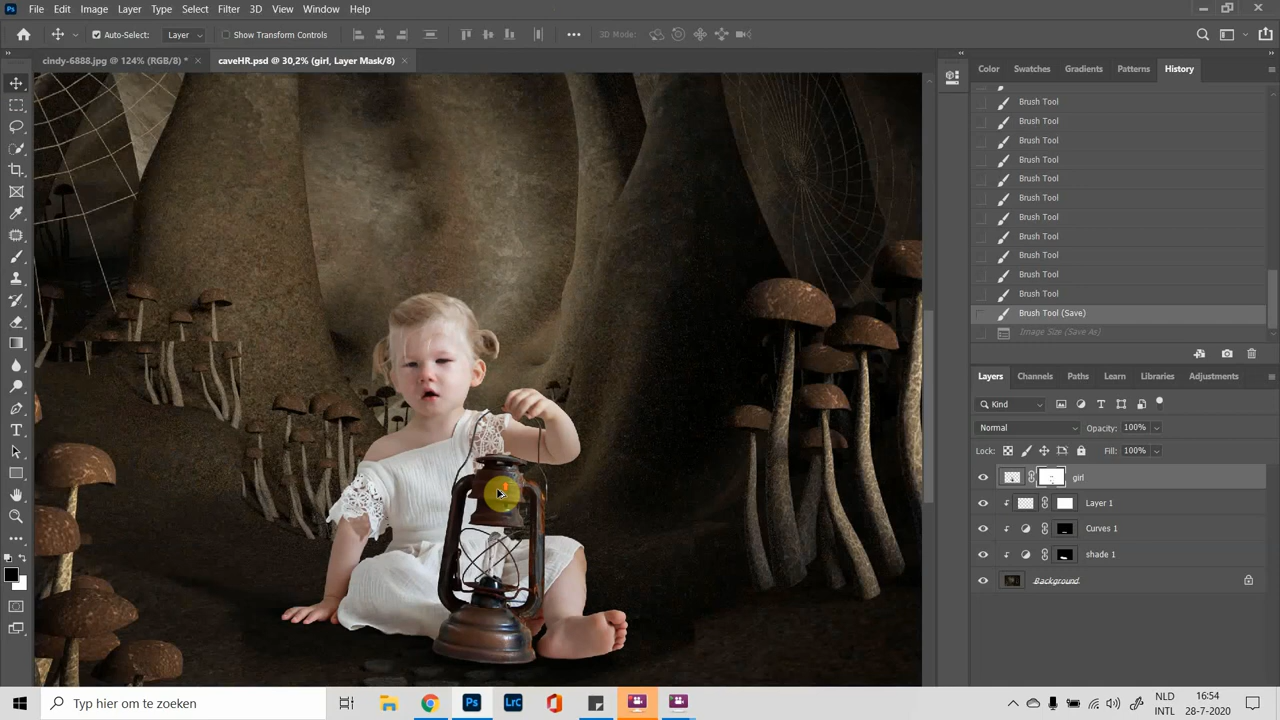 Ps File Edit Image Layer Type Select Filter 3D View Window Help
Auto-Select: Layer Show Transform Controls 3D Mode:
cindy-6888.jpg @ 124% (RGB/8) * × caveHR.psd @ 30,2% (girl, Layer Mask/8) ×
Color Swatches Gradients Patterns History
Brush Tool
Brush Tool
Brush Tool
Brush Tool
Brush Tool
Brush Tool
Brush Tool
Brush Tool
Brush Tool
Brush Tool
Brush Tool
Brush Tool (Save)
Image Size (Save As)
Layers Channels Paths Learn Libraries Adjustments
Kind
Normal Opacity: 100%
Lock: Fill: 100%
girl
Layer 1
Curves 1
shade 1
Background
Typ hier om te zoeken
Ps LrC
NLD
INTL
16:54
28-7-2020